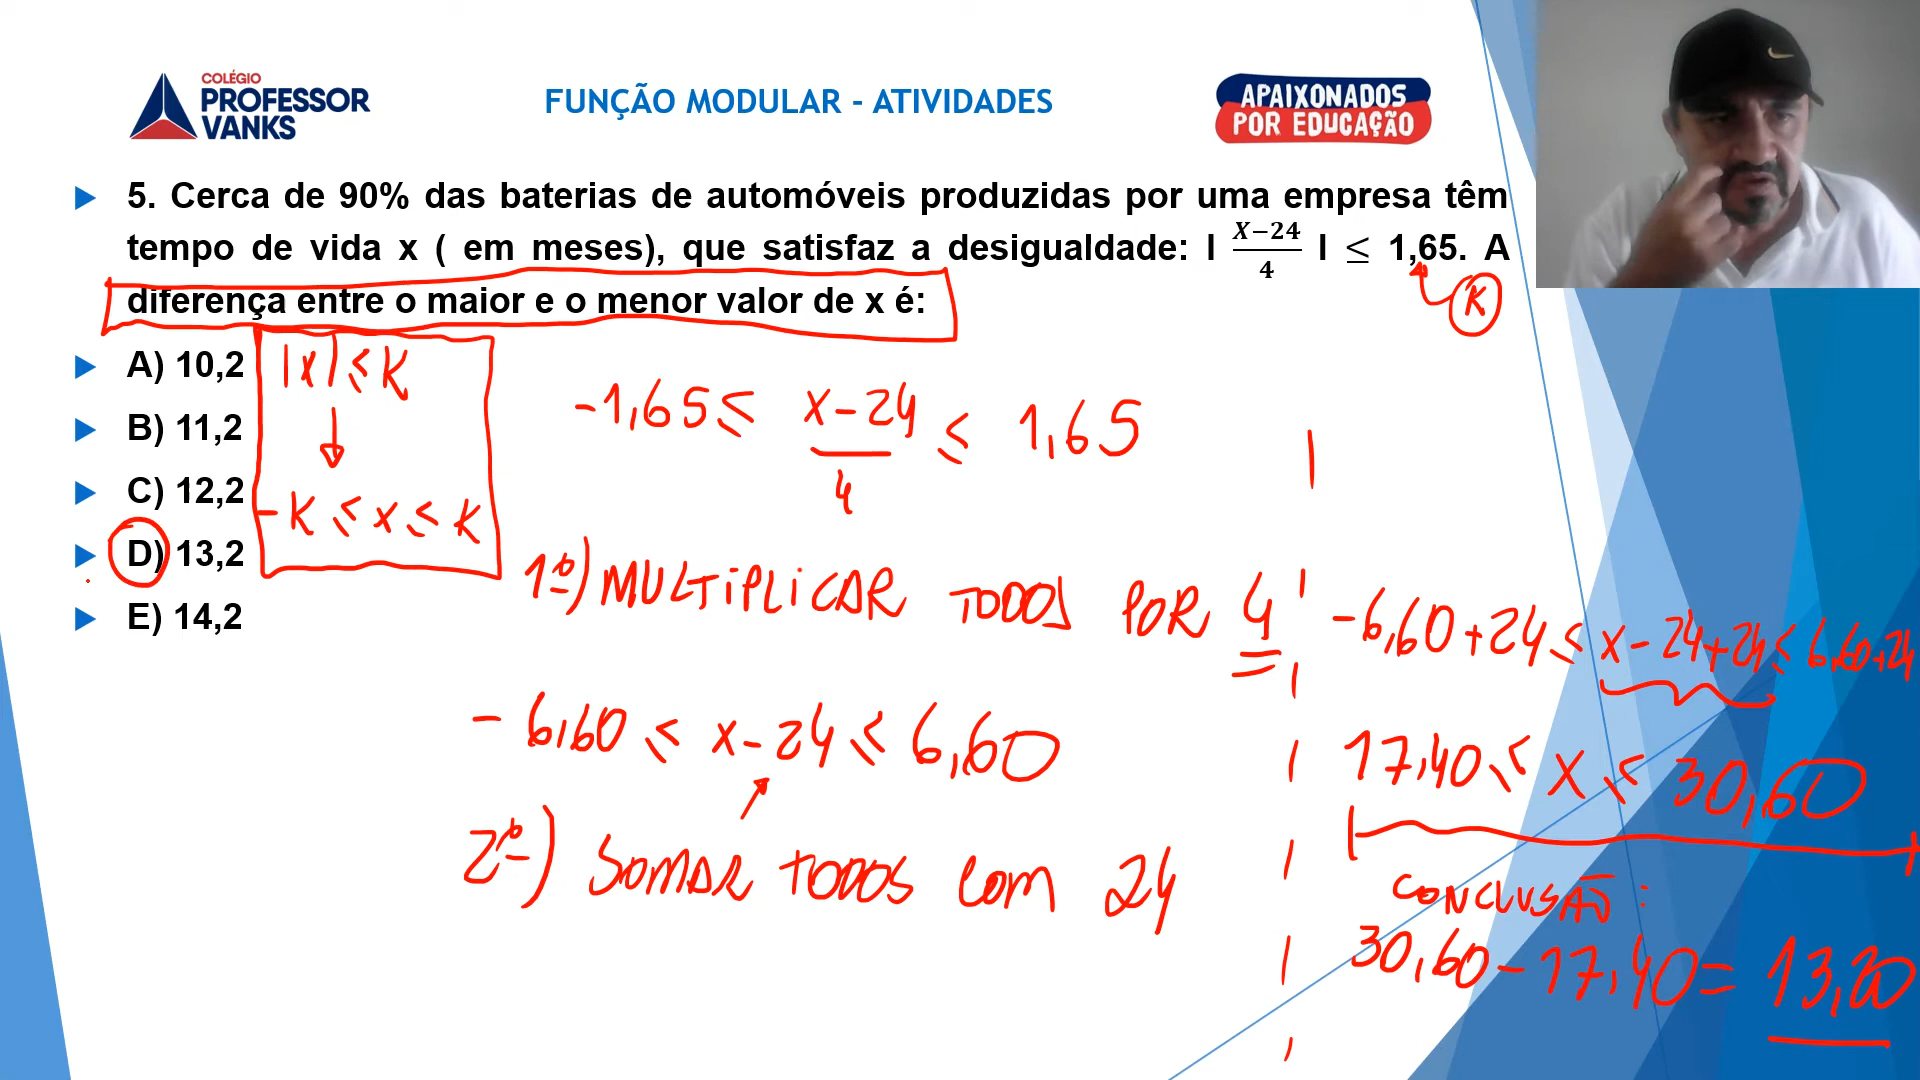 COLÉGIO
PROFESSOR
VANKS
FUNÇÃO MODULAR - ATIVIDADES
APAIXONADOS
POR EDUCAÇÃO
5. Cerca de 90% das baterias de automóveis produzidas por uma empresa têm
tempo de vida x ( em meses), que satisfaz a desigualdade: I (X−24)/4 I ≤ 1,65. A
diferença entre o maior e o menor valor de x é:
K
A) 10,2
B) 11,2
C) 12,2
D) 13,2
E) 14,2
|x| ≤ K
↓
-K ≤ x ≤ K
-1,65 ≤ (x-24)/4 ≤ 1,65
1º) MULTIPLICAR TODOS POR 4
-6,60 ≤ x-24 ≤ 6,60
2º) SOMAR TODOS COM 24
-6,60+24 ≤ x-24+24 ≤ 6,60+24
17,40 ≤ x ≤ 30,60
CONCLUSÃO:
30,60-17,40 = 13,20